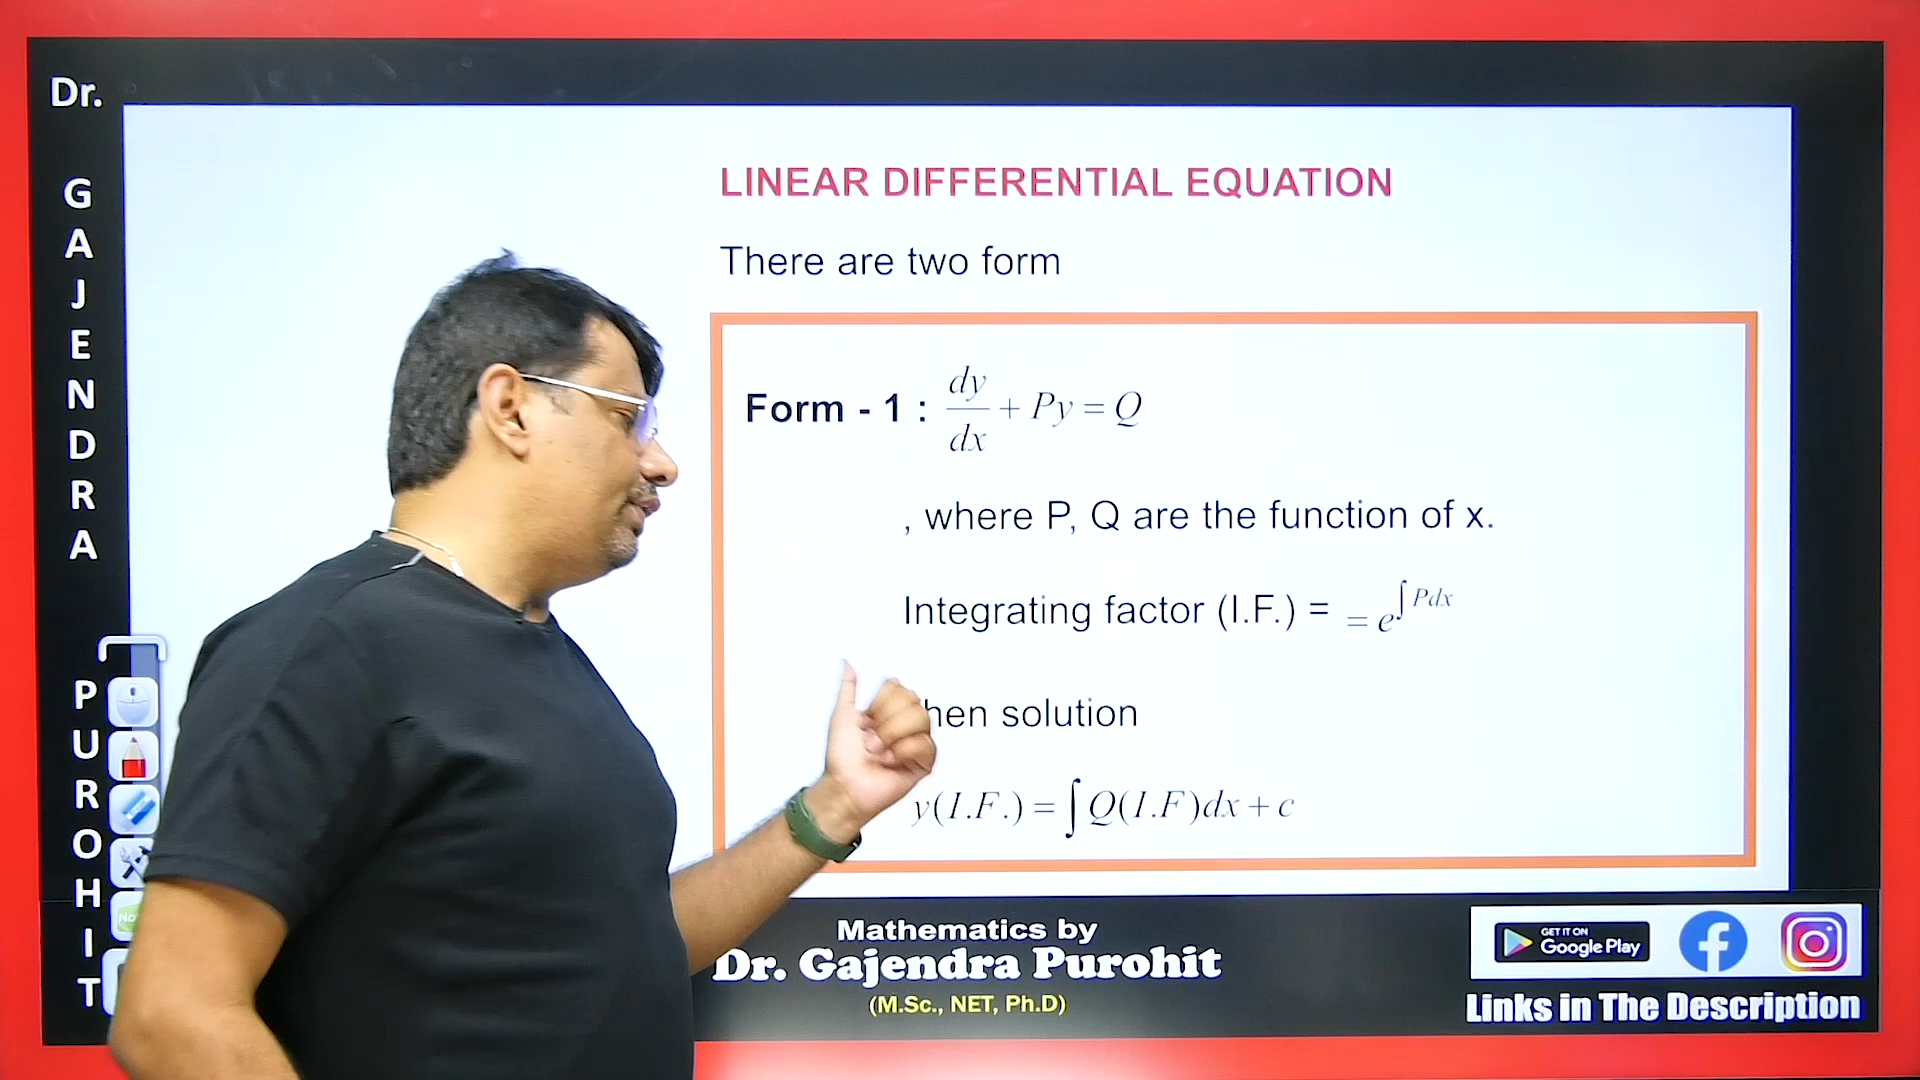 Dr.
GAJENDRA
PUROHIT
LINEAR DIFFERENTIAL EQUATION
There are two form
Form - 1 : dy/dx + Py = Q
, where P, Q are the function of x.
Integrating factor (I.F.) = = e^∫Pdx
hen solution
y(I.F.) = ∫Q(I.F)dx + c
Mathematics by
Dr. Gajendra Purohit
(M.Sc., NET, Ph.D)
GET IT ON
Google Play
Links in The Description